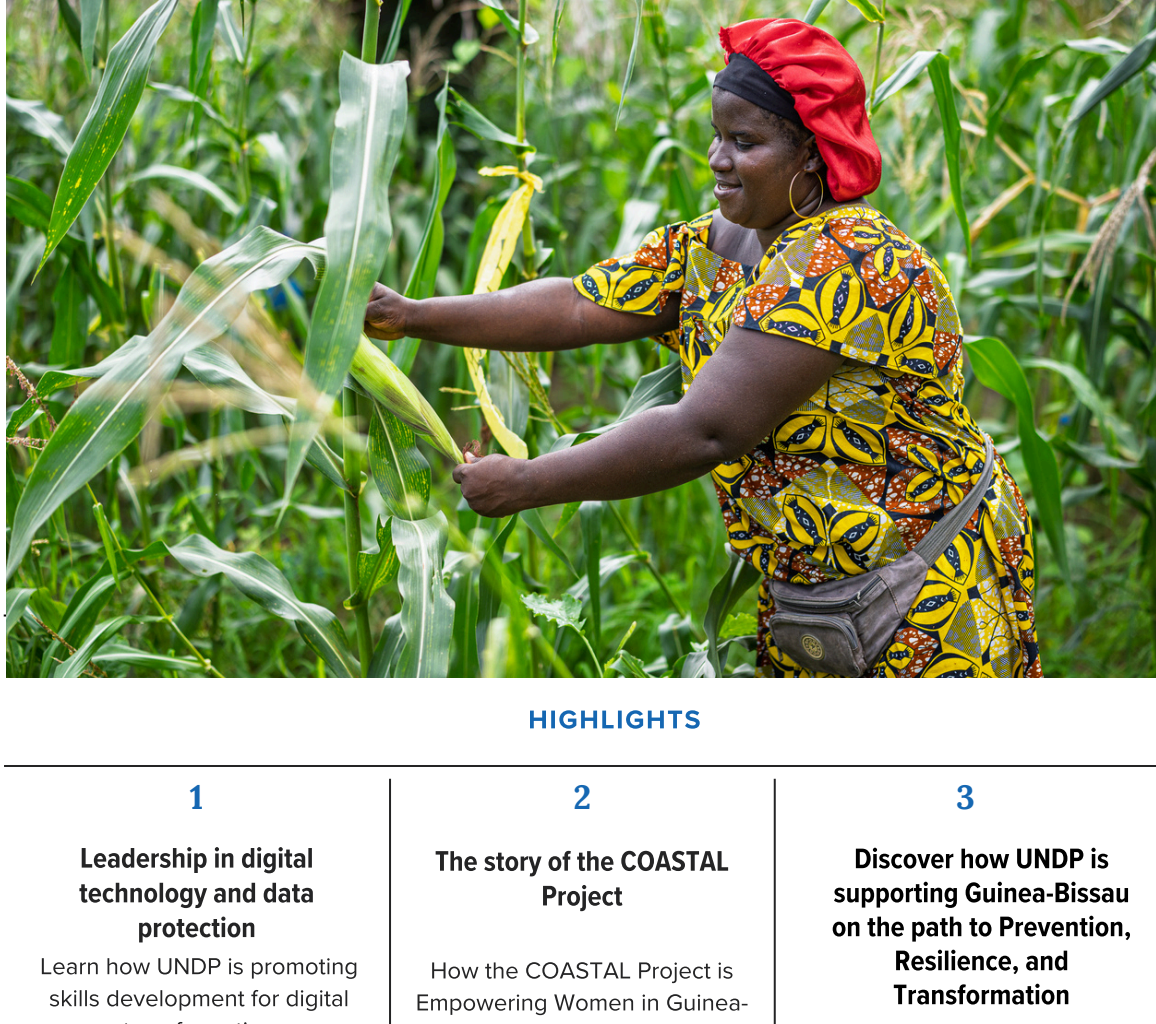 HIGHLIGHTS
1
Leadership in digital
technology and data
protection
Learn how UNDP is promoting
skills development for digital
2
The story of the COASTAL
Project
How the COASTAL Project is
Empowering Women in Guinea-
3
Discover how UNDP is
supporting Guinea-Bissau
on the path to Prevention,
Resilience, and
Transformation